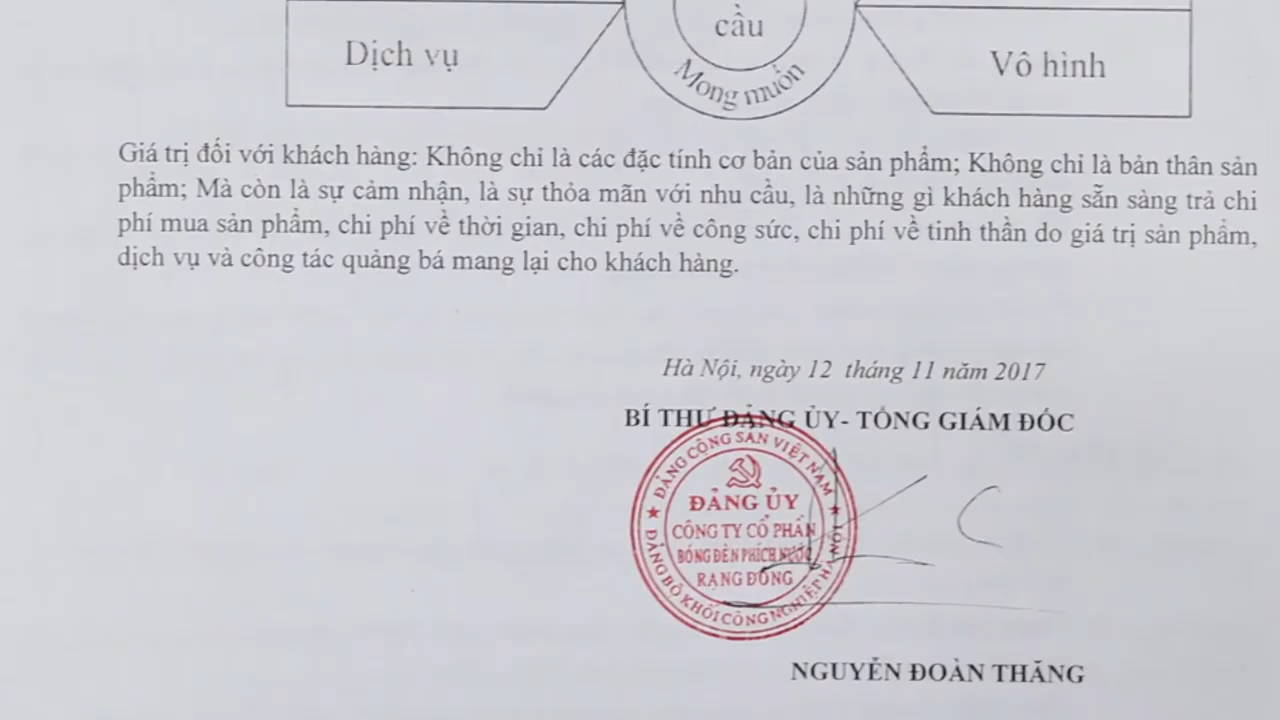 cầu
Dịch vụ
Vô hình
Mong muốn
Giá trị đối với khách hàng: Không chỉ là các đặc tính cơ bản của sản phẩm; Không chỉ là bản thân sản
phẩm; Mà còn là sự cảm nhận, là sự thỏa mãn với nhu cầu, là những gì khách hàng sẵn sàng trả chi
phí mua sản phẩm, chi phí về thời gian, chi phí về công sức, chi phí về tinh thần do giá trị sản phẩm,
dịch vụ và công tác quảng bá mang lại cho khách hàng.
Hà Nội, ngày 12 tháng 11 năm 2017
BÍ THƯ ĐẢNG ỦY- TỔNG GIÁM ĐỐC
ĐẢNG CỘNG SẢN VIỆT NAM
ĐẢNG ỦY
CÔNG TY CỔ PHẦN
BÓNG ĐÈN PHÍCH NƯỚC
RẠNG ĐÔNG
ĐẢNG BỘ KHỐI CÔNG NGHIỆP HÀ NỘI
NGUYỄN ĐOÀN THĂNG